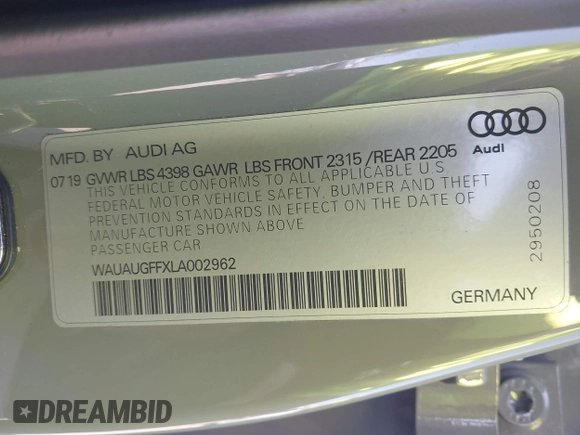 MFD. BY AUDI AG
07 19 GVWR LBS 4398 GAWR LBS FRONT 2315 / REAR 2205
THIS VEHICLE CONFORMS TO ALL APPLICABLE U.S.
FEDERAL MOTOR VEHICLE SAFETY, BUMPER AND THEFT
PREVENTION STANDARDS IN EFFECT ON THE DATE OF
MANUFACTURE SHOWN ABOVE
PASSENGER CAR
WAUAUGFFXLA002962
GERMANY
Audi
2950208
DREAMBID